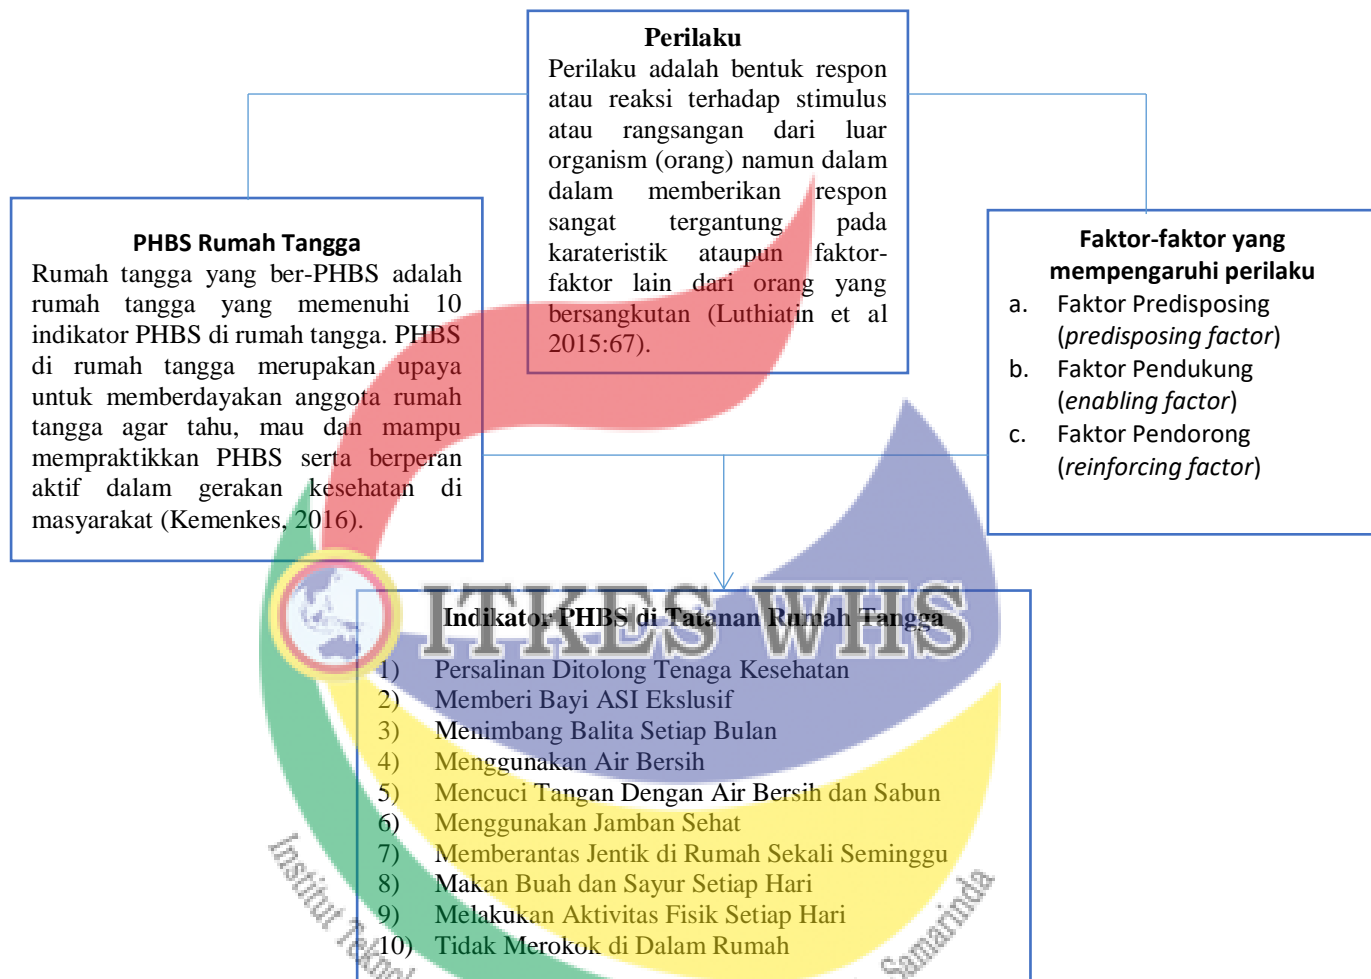 Perilaku
Perilaku adalah bentuk respon
atau reaksi terhadap stimulus
atau rangsangan dari luar
organism (orang) namun dalam
dalam memberikan respon
sangat tergantung pada
karateristik ataupun faktor-
faktor lain dari orang yang
bersangkutan (Luthiatin et al
2015:67).
PHBS Rumah Tangga
Rumah tangga yang ber-PHBS adalah
rumah tangga yang memenuhi 10
indikator PHBS di rumah tangga. PHBS
di rumah tangga merupakan upaya
untuk memberdayakan anggota rumah
tangga agar tahu, mau dan mampu
mempraktikkan PHBS serta berperan
aktif dalam gerakan kesehatan di
masyarakat (Kemenkes, 2016).
Faktor-faktor yang
mempengaruhi perilaku
a. Faktor Predisposing
(predisposing factor)
b. Faktor Pendukung
(enabling factor)
c. Faktor Pendorong
(reinforcing factor)
ITKES WHS
Indikator PHBS di Tatanan Rumah Tangga
1) Persalinan Ditolong Tenaga Kesehatan
2) Memberi Bayi ASI Ekslusif
3) Menimbang Balita Setiap Bulan
4) Menggunakan Air Bersih
5) Mencuci Tangan Dengan Air Bersih dan Sabun
6) Menggunakan Jamban Sehat
7) Memberantas Jentik di Rumah Sekali Seminggu
8) Makan Buah dan Sayur Setiap Hari
9) Melakukan Aktivitas Fisik Setiap Hari
10) Tidak Merokok di Dalam Rumah
Institut
Samarinda